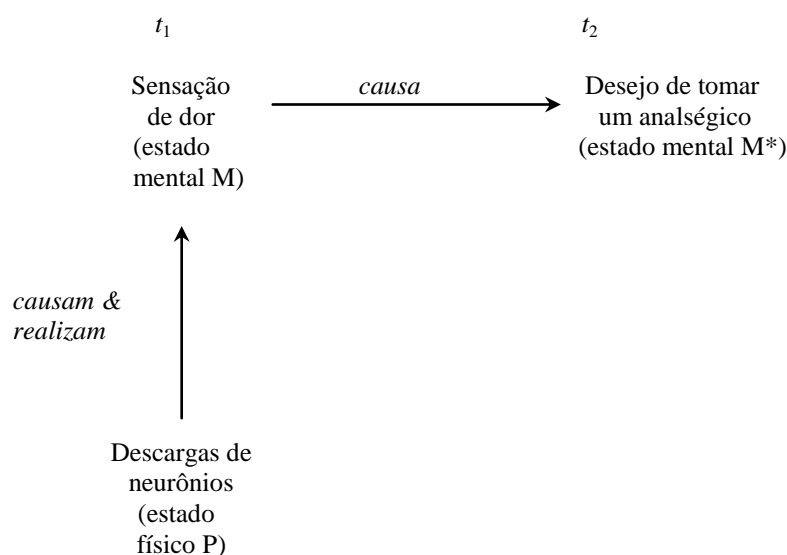 t1
t2
Sensação
de dor
(estado
mental M)
causa
Desejo de tomar
um analségico
(estado mental M*)
causam &
realizam
Descargas de
neurônios
(estado
físico P)